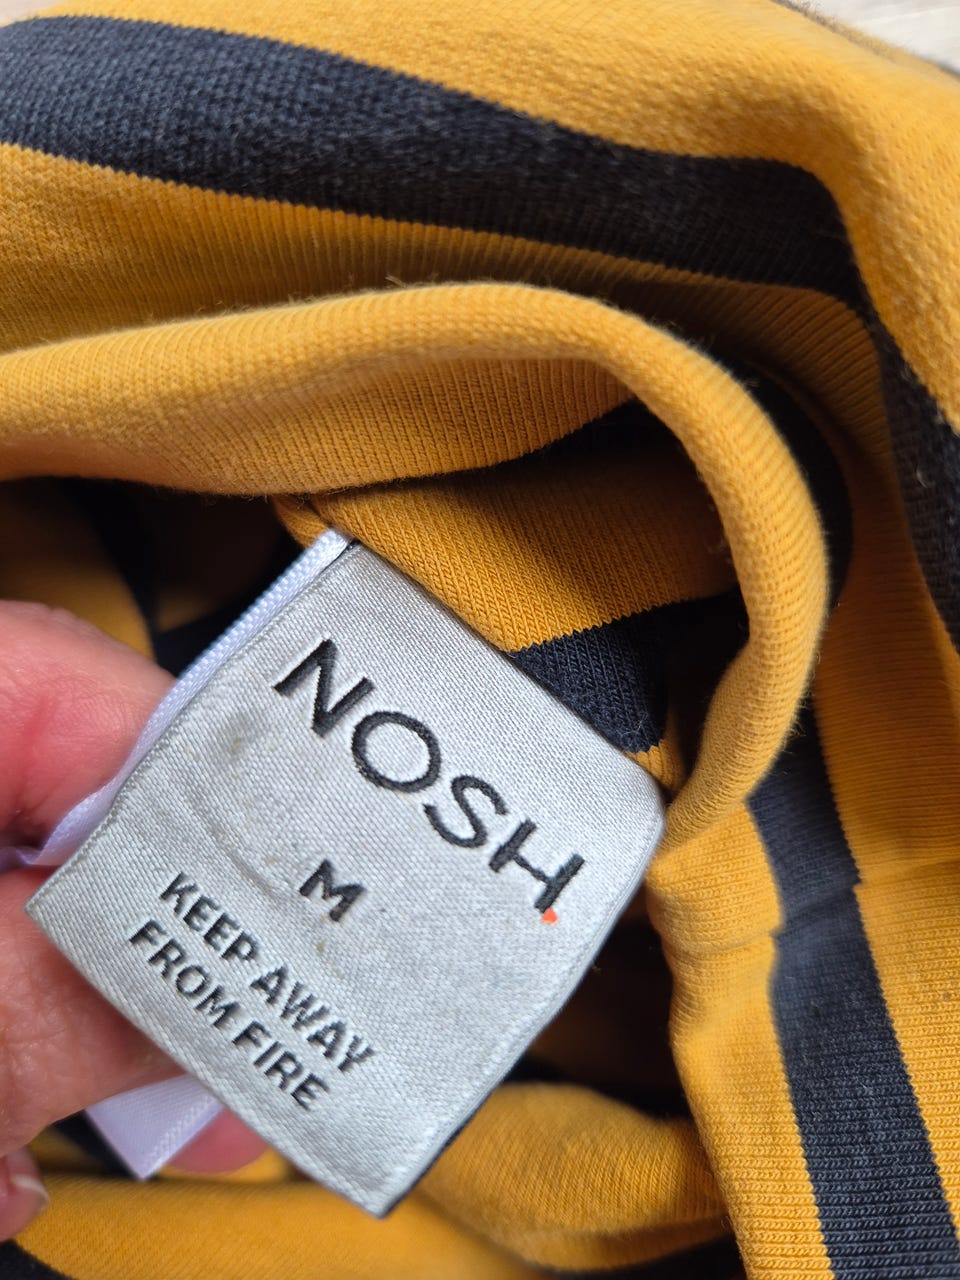 NOSH.
M
KEEP AWAY
FROM FIRE